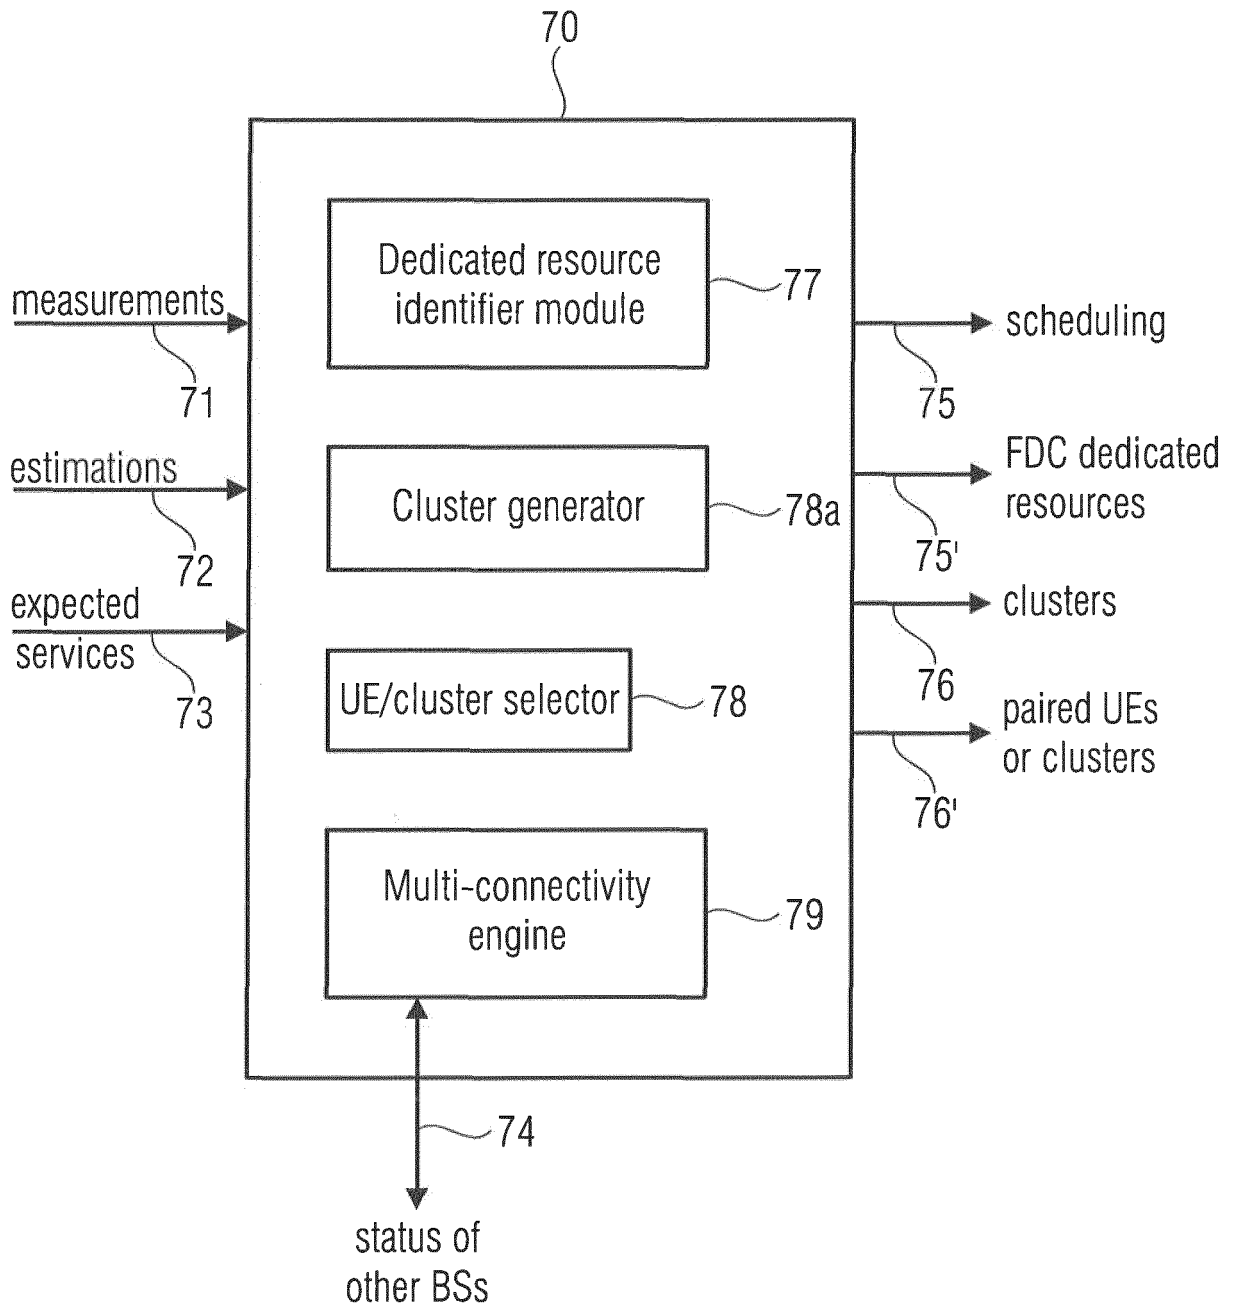 70
Dedicated resource
identifier module
77
measurements
71
scheduling
75
estimations
72
Cluster generator
78a
FDC dedicated
resources
75'
expected
services
73
UE/cluster selector
78
clusters
76
paired UEs
or clusters
76'
Multi-connectivity
engine
79
74
status of
other BSs